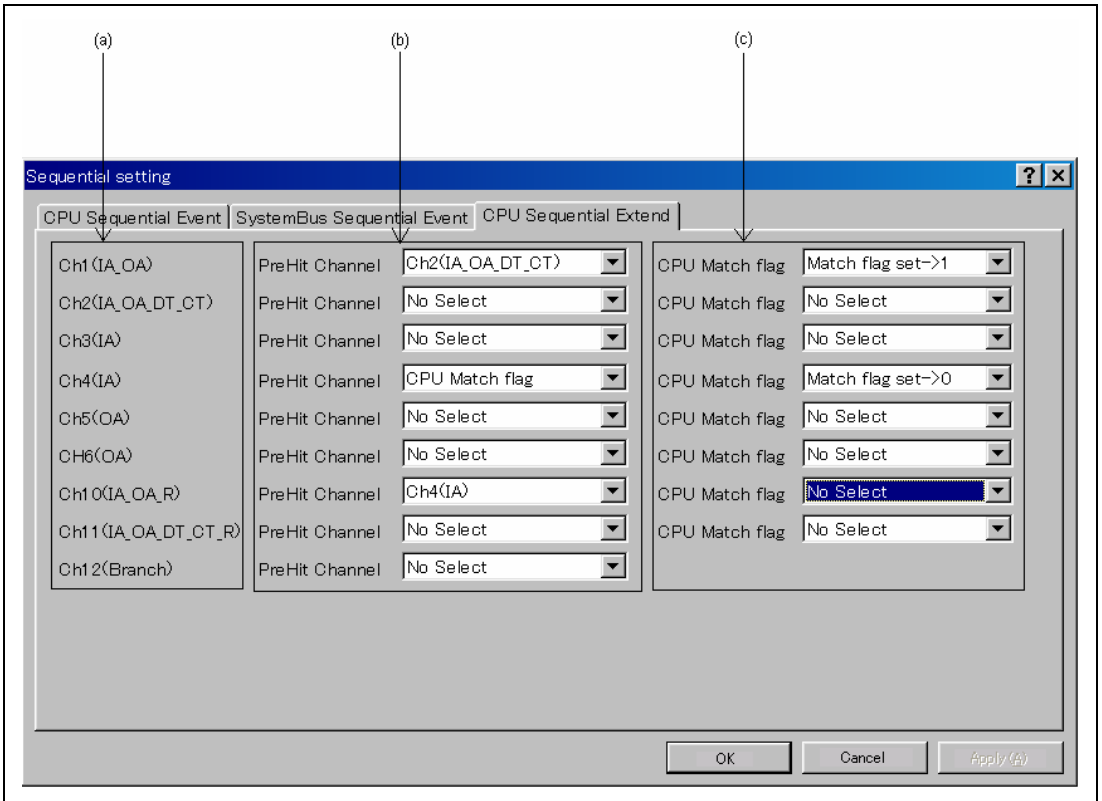 (a) (b) (c)
Sequential setting
CPU Sequential Event SystemBus Sequential Event CPU Sequential Extend
Ch1(IA_OA) PreHit Channel Ch2(IA_OA_DT_CT) CPU Match flag Match flag set->1
Ch2(IA_OA_DT_CT) PreHit Channel No Select CPU Match flag No Select
Ch3(IA) PreHit Channel No Select CPU Match flag No Select
Ch4(IA) PreHit Channel CPU Match flag CPU Match flag Match flag set->0
Ch5(OA) PreHit Channel No Select CPU Match flag No Select
CH6(OA) PreHit Channel No Select CPU Match flag No Select
Ch10(IA_OA_R) PreHit Channel Ch4(IA) CPU Match flag No Select
Ch11(IA_OA_DT_CT_R) PreHit Channel No Select CPU Match flag No Select
Ch12(Branch) PreHit Channel No Select
OK Cancel Apply(A)